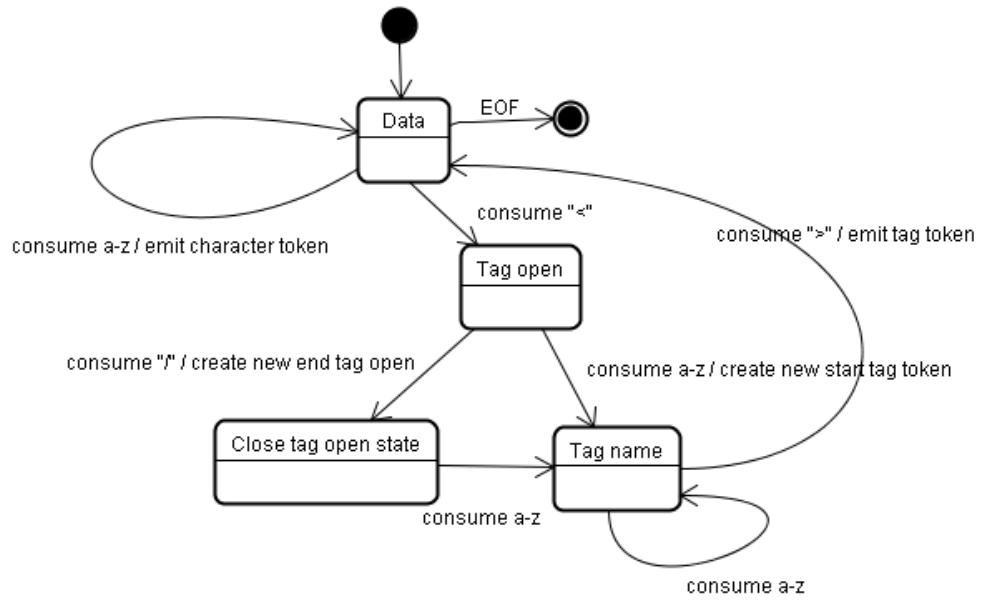 EOF
Data
consume "<"
consume ">" / emit tag token
consume a-z / emit character token
Tag open
consume "/" / create new end tag open
consume a-z / create new start tag token
Close tag open state
Tag name
consume a-z
consume a-z